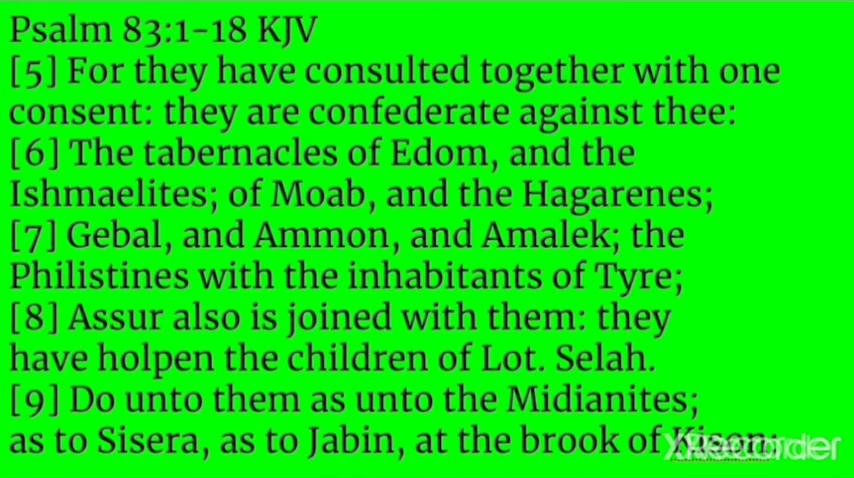 Psalm 83:1-18 KJV
[5] For they have consulted together with one
consent: they are confederate against thee:
[6] The tabernacles of Edom, and the
Ishmaelites; of Moab, and the Hagarenes;
[7] Gebal, and Ammon, and Amalek; the
Philistines with the inhabitants of Tyre;
[8] Assur also is joined with them: they
have holpen the children of Lot. Selah.
[9] Do unto them as unto the Midianites;
as to Sisera, as to Jabin, at the brook of Kison:
XRecorder